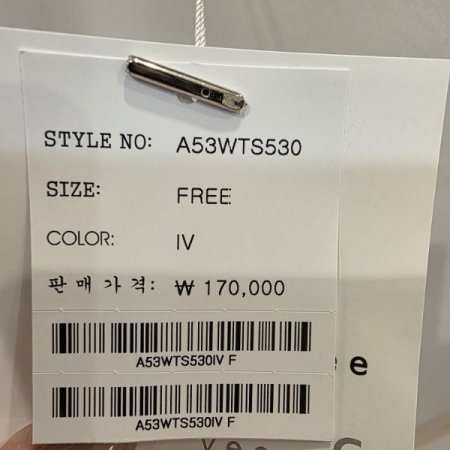 STYLE NO: A53WTS530
SIZE: FREE
COLOR: IV
판매가격: ₩ 170,000
A53WTS530IV F
A53WTS530IV F